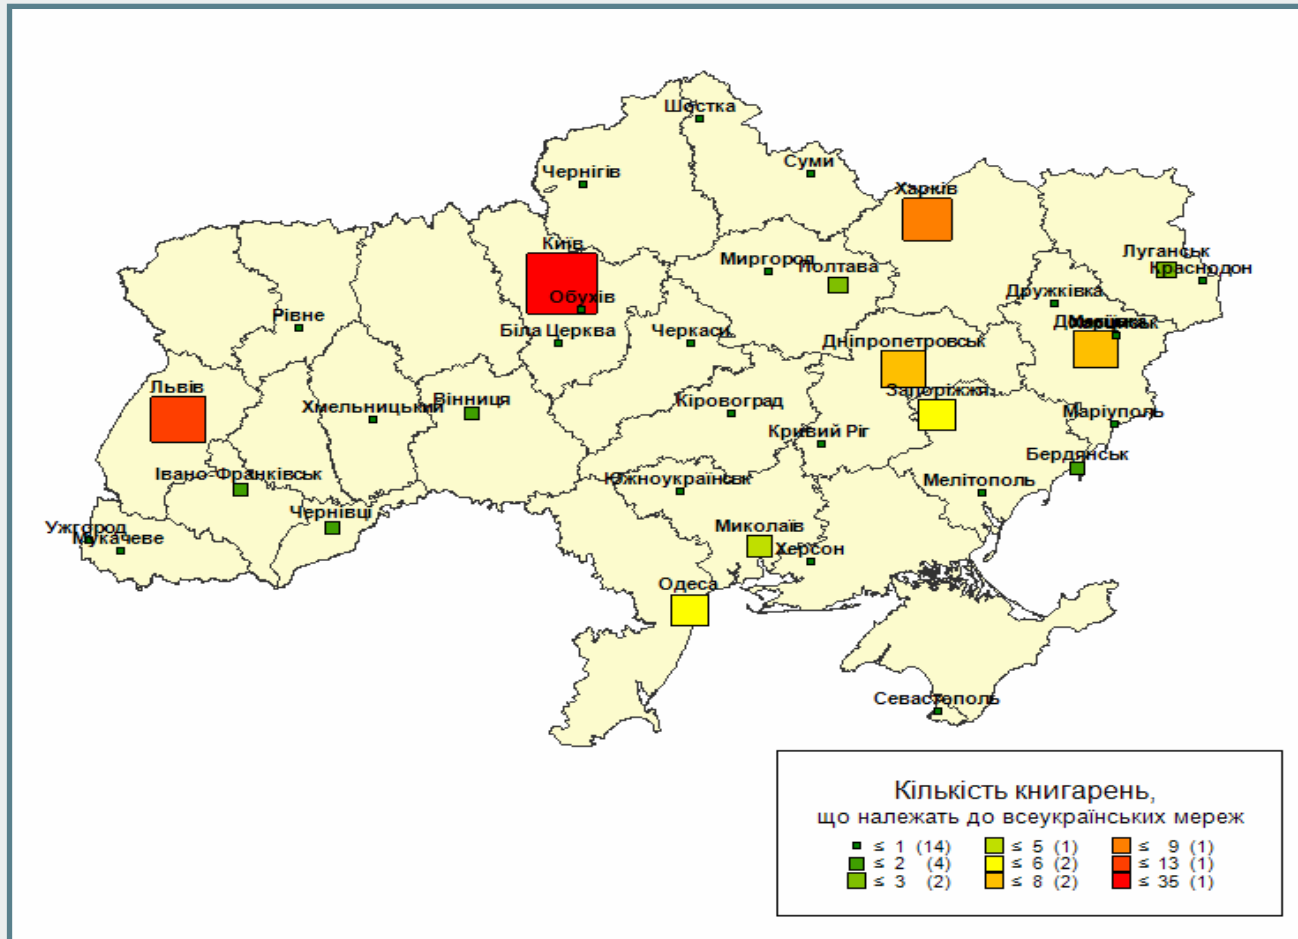 Шостка
Суми
Чернігів
Харків
Київ
Миргород
Полтава
Луганськ
Краснодон
Обухів
Дружківка
Рівне
Біла Церква
Черкаси
Дніпропетровськ
Львів
Хмельницький
Вінниця
Кіровоград
Запоріжжя
Маріуполь
Кривий Ріг
Бердянськ
Івано-Франківськ
Южноукраїнськ
Мелітополь
Чернівці
Ужгород
Мукачеве
Миколаїв
Херсон
Одеса
Севастополь
Кількість книгарень,
що належать до всеукраїнських мереж
≤ 1 (14) ≤ 5 (1) ≤ 9 (1)
≤ 2 (4) ≤ 6 (2) ≤ 13 (1)
≤ 3 (2) ≤ 8 (2) ≤ 35 (1)